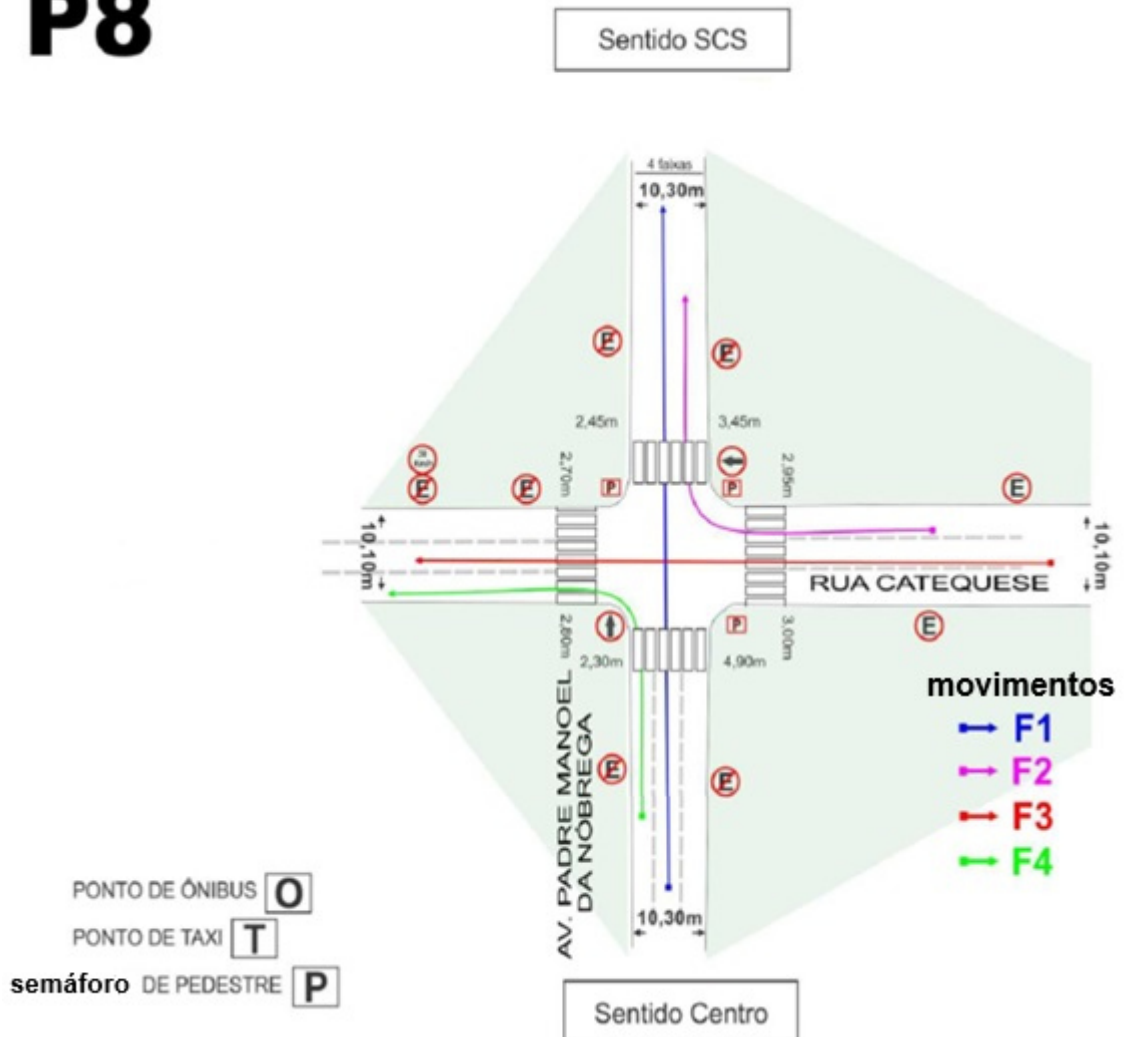 P8
Sentido SCS
4 faixas
10,30m
E
E
2,45m
3,45m
E
E
2,70m
P
P
2,95m
E
10,10m
10,10m
RUA CATEQUESE
2,80m
2,30m
P
4,90m
3,00m
E
movimentos
F1
F2
F3
F4
AV. PADRE MANOEL
DA NÓBREGA
E
E
10,30m
PONTO DE ÔNIBUS O
PONTO DE TAXI T
semáforo DE PEDESTRE P
Sentido Centro